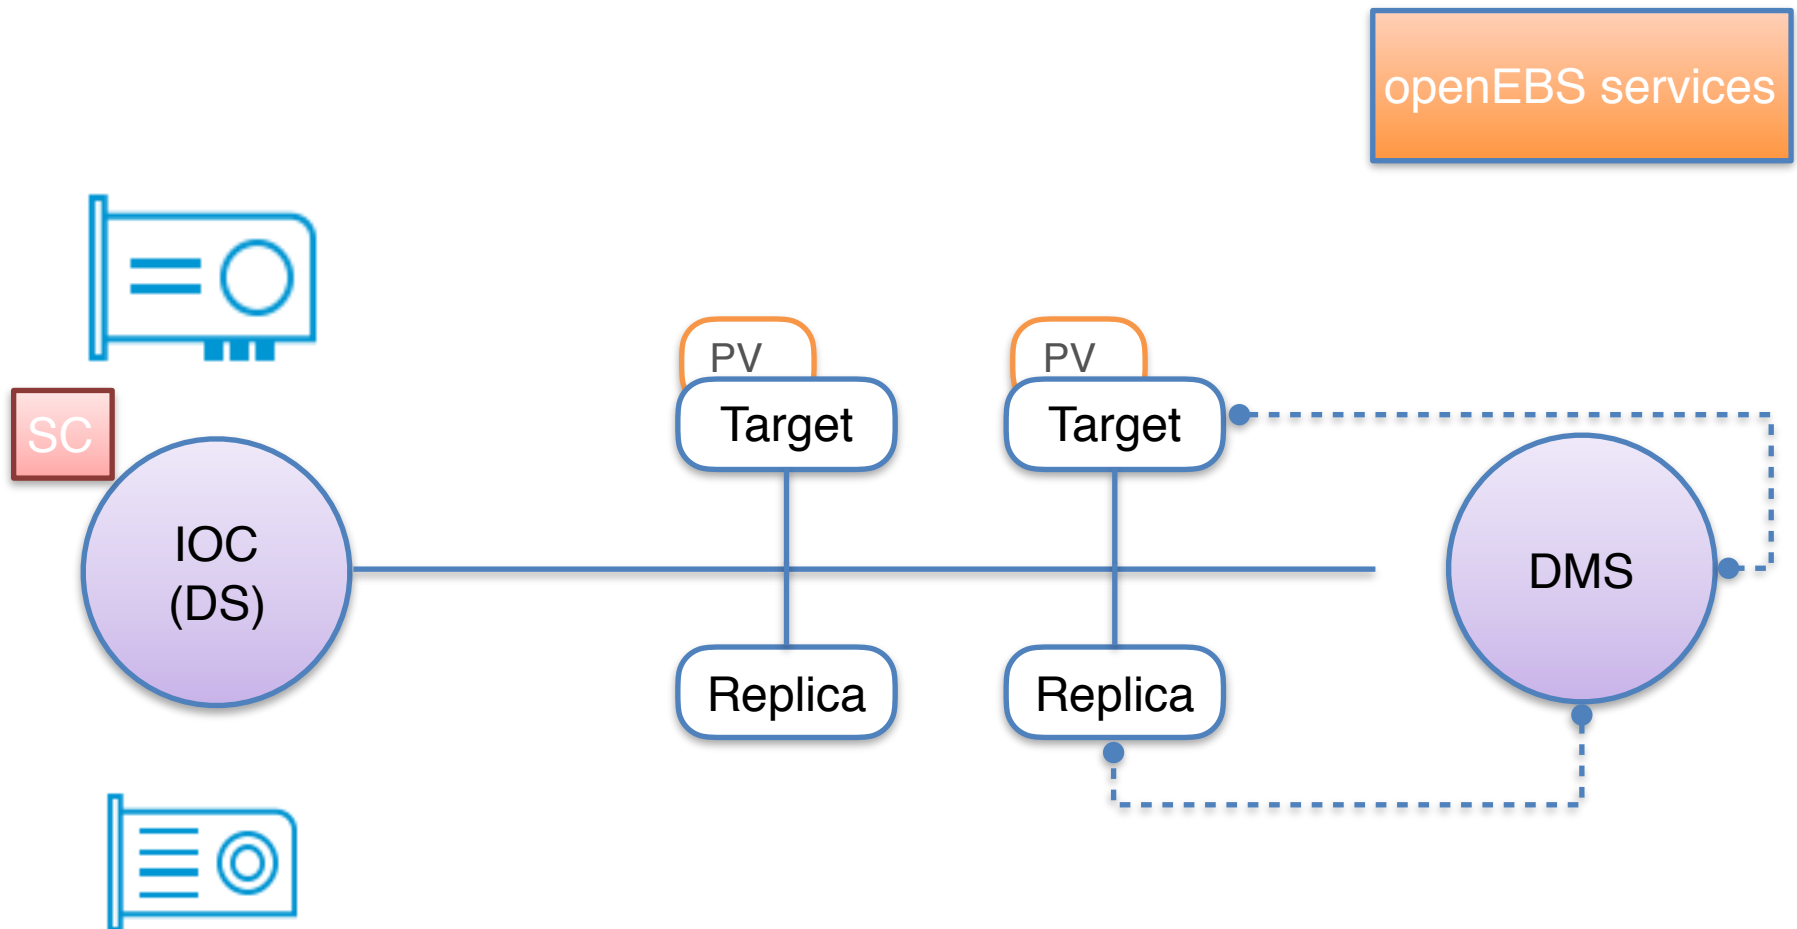 openEBS services
PV
PV
Target
Target
SC
IOC
(DS)
DMS
Replica
Replica